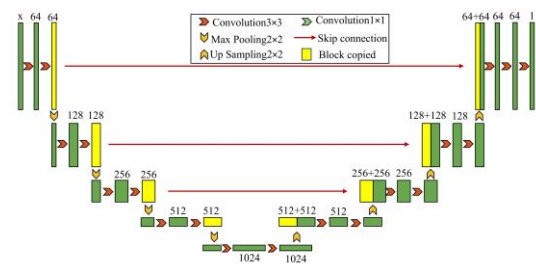 Convolution3×3 Convolution1×1
Max Pooling2×2 Skip connection
Up Sampling2×2 Block copied
x 64 64 64+64 64 64 1
128 128 128+128 128
256 256 256+256 256
512 512 512+512 512
1024 1024